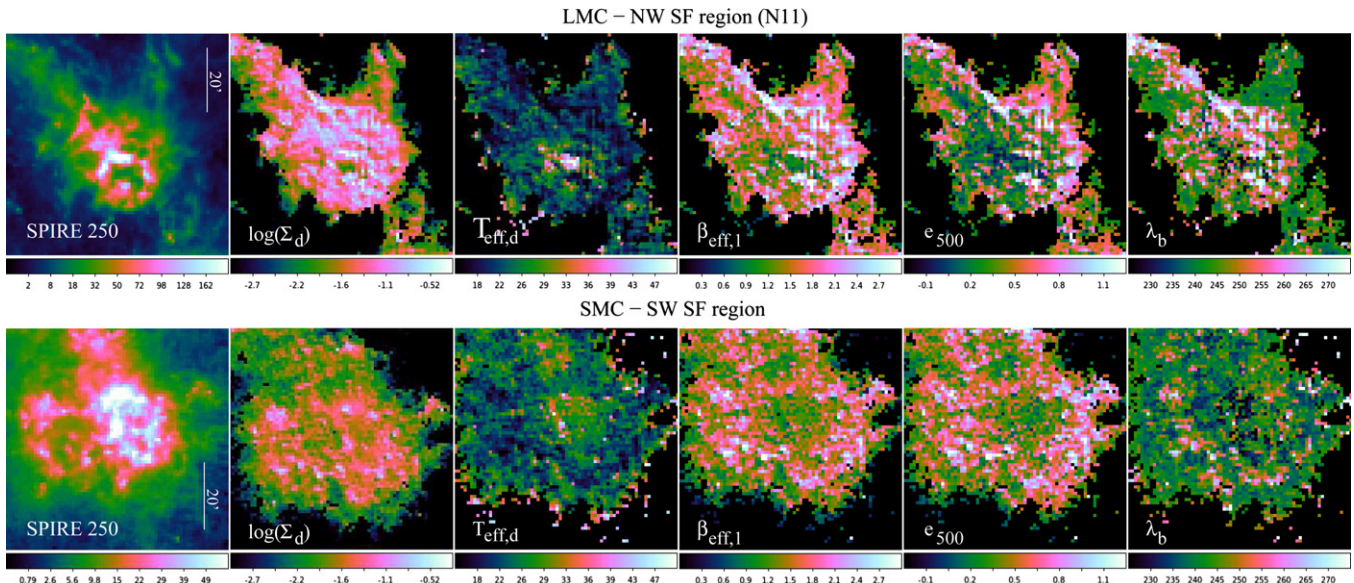 LMC − NW SF region (N11)
20'
SPIRE 250
log(Σd)
Teff,d
βeff,1
e500
λb
2 8 18 32 50 72 98 128 162
-2.7 -2.1 -1.6 -1.1 -0.52
18 22 25 29 33 36 39 43 47
0.3 0.6 0.9 1.2 1.5 1.8 2.1 2.4 2.7
-0.1 0.2 0.5 0.8 1.1
230 235 240 245 250 255 260 265 270
SMC − SW SF region
20'
SPIRE 250
log(Σd)
Teff,d
βeff,1
e500
λb
0.79 2.6 5.6 9.8 15 22 29 39 49
-2.7 -2.1 -1.6 -1.1 -0.52
18 22 25 29 33 36 39 43 47
0.3 0.6 0.9 1.2 1.5 1.8 2.1 2.4 2.7
-0.1 0.2 0.5 0.8 1.1
230 235 240 245 250 255 260 265 270